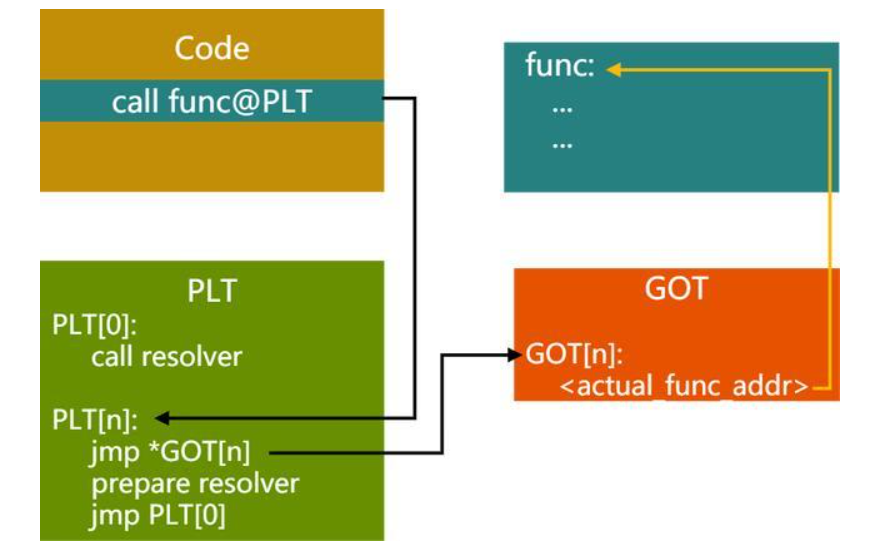 Code
call func@PLT
func:
...
...
PLT
PLT[0]:
call resolver
PLT[n]:
jmp *GOT[n]
prepare resolver
jmp PLT[0]
GOT
GOT[n]:
<actual_func_addr>